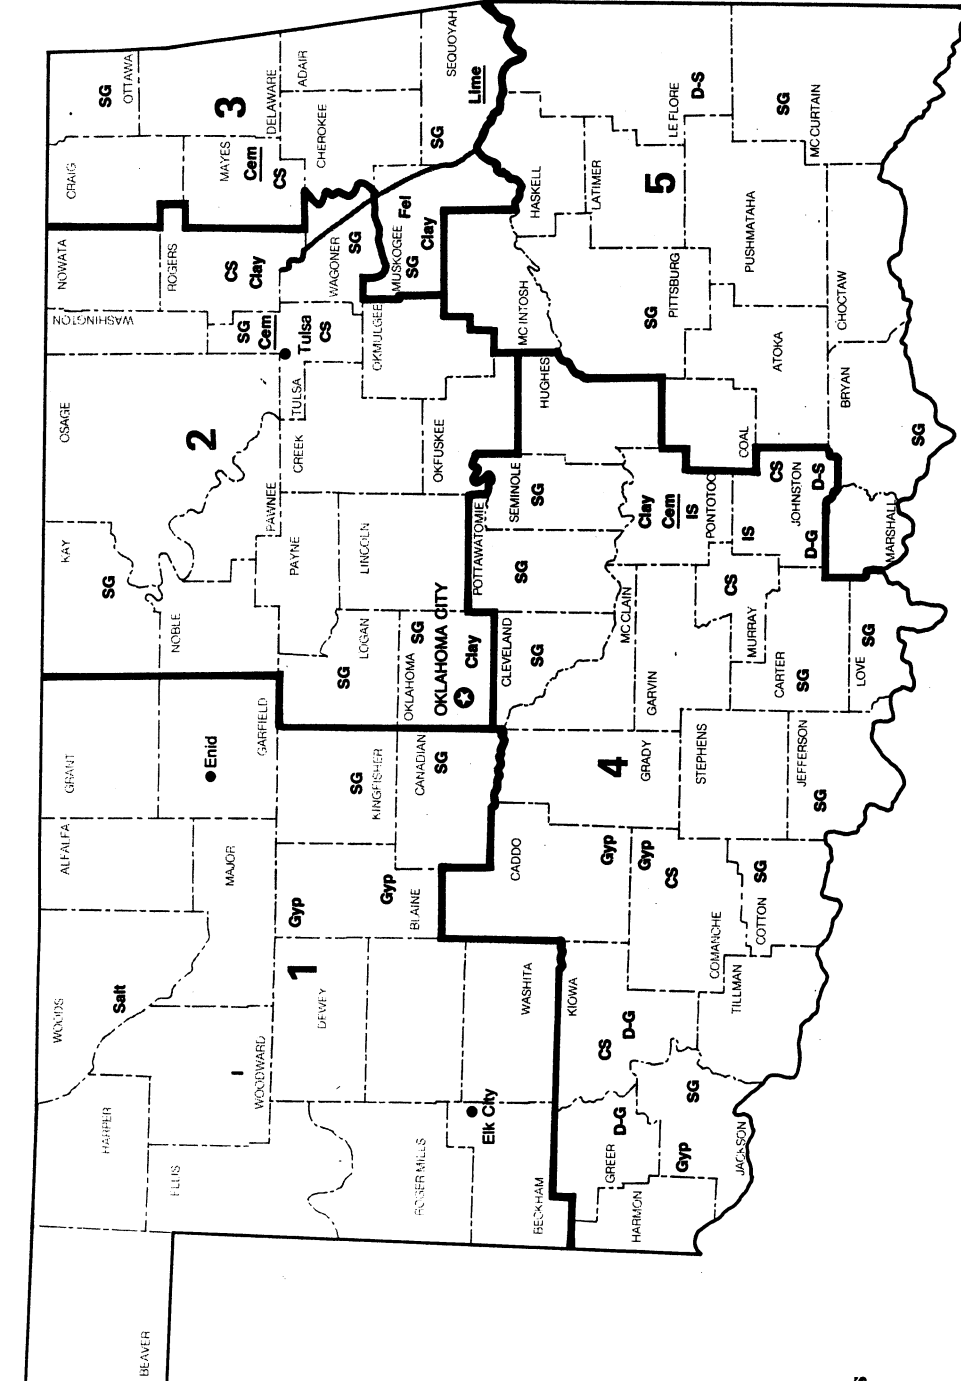 BEAVER
HARPER
WOODS
ALFALFA
GRANT
KAY
OSAGE
WASHINGTON
NOWATA
CRAIG
OTTAWA
SG
Salt
SG
ELLIS
NOBLE
ROGERS
I
WOODWARD
MAJOR
Enid
GARFIELD
2
PAWNEE
SG
Cem
CS
Clay
MAYES
Cem
CS
3
DELAWARE
1
DEWEY
Gyp
PAYNE
CREEK
TULSA
Tulsa
CS
WAGONER
SG
CHEROKEE
ADAIR
SG
KINGFISHER
SG
LOGAN
LINCOLN
OKMULGEE
MUSKOGEE
SG
Fel
Clay
SG
SEQUOYAH
Lime
ROGER MILLS
Gyp
BLAINE
CANADIAN
SG
OKLAHOMA
SG
OKLAHOMA CITY
Clay
OKFUSKEE
Elk City
BECKHAM
WASHITA
CADDO
CLEVELAND
SG
POTTAWATOMIE
SG
SEMINOLE
SG
HUGHES
MC INTOSH
HASKELL
KIOWA
CS
D-G
Gyp
Gyp
CS
4
GRADY
MC CLAIN
GARVIN
Clay
Cem
IS
PONTOTOC
PITTSBURG
SG
LATIMER
5
LE FLORE
D-S
GREER
D-G
HARMON
Gyp
SG
JACKSON
TILLMAN
COMANCHE
COTTON
SG
STEPHENS
JEFFERSON
SG
MURRAY
CS
IS
CARTER
SG
JOHNSTON
CS
D-S
D-G
COAL
ATOKA
PUSHMATAHA
MC CURTAIN
SG
LOVE
SG
MARSHALL
BRYAN
SG
CHOCTAW